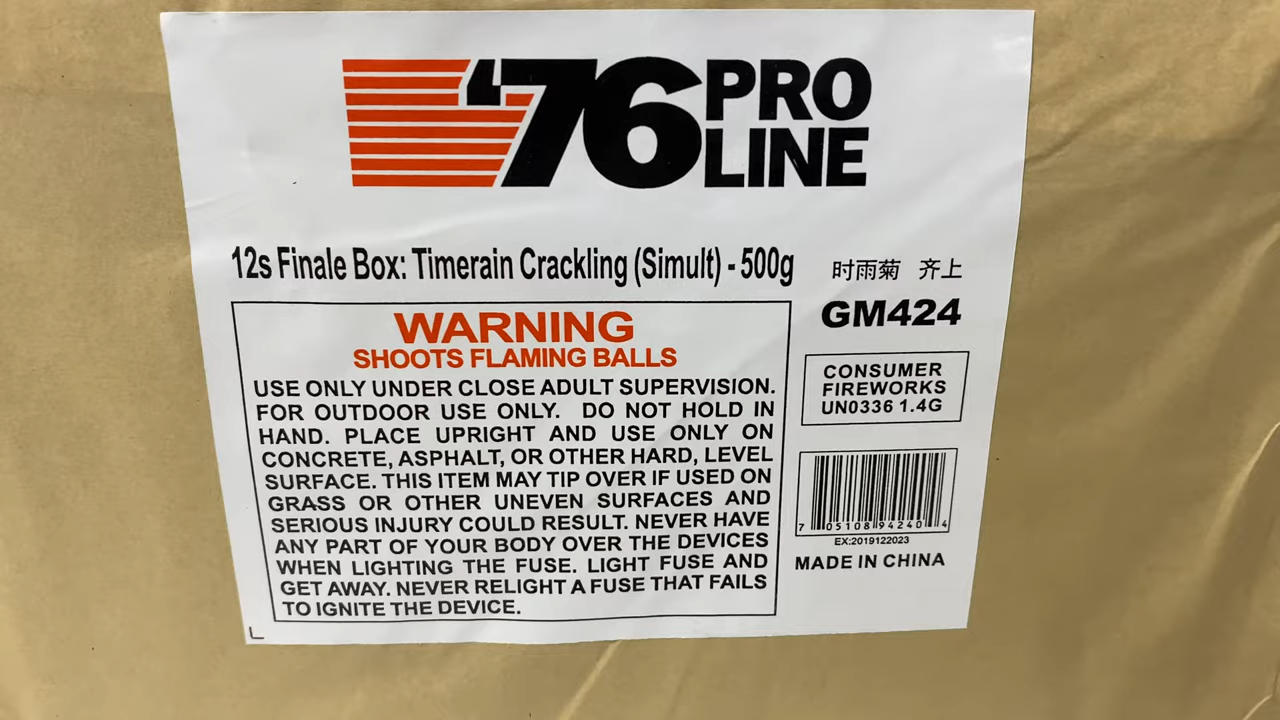 '76 PRO
LINE
12s Finale Box: Timerain Crackling (Simult) - 500g
时雨菊 齐上
GM424
WARNING
SHOOTS FLAMING BALLS
USE ONLY UNDER CLOSE ADULT SUPERVISION.
FOR OUTDOOR USE ONLY. DO NOT HOLD IN
HAND. PLACE UPRIGHT AND USE ONLY ON
CONCRETE, ASPHALT, OR OTHER HARD, LEVEL
SURFACE. THIS ITEM MAY TIP OVER IF USED ON
GRASS OR OTHER UNEVEN SURFACES AND
SERIOUS INJURY COULD RESULT. NEVER HAVE
ANY PART OF YOUR BODY OVER THE DEVICES
WHEN LIGHTING THE FUSE. LIGHT FUSE AND
GET AWAY. NEVER RELIGHT A FUSE THAT FAILS
TO IGNITE THE DEVICE.
CONSUMER
FIREWORKS
UN0336 1.4G
7 05108 94240 4
EX:2019122023
MADE IN CHINA